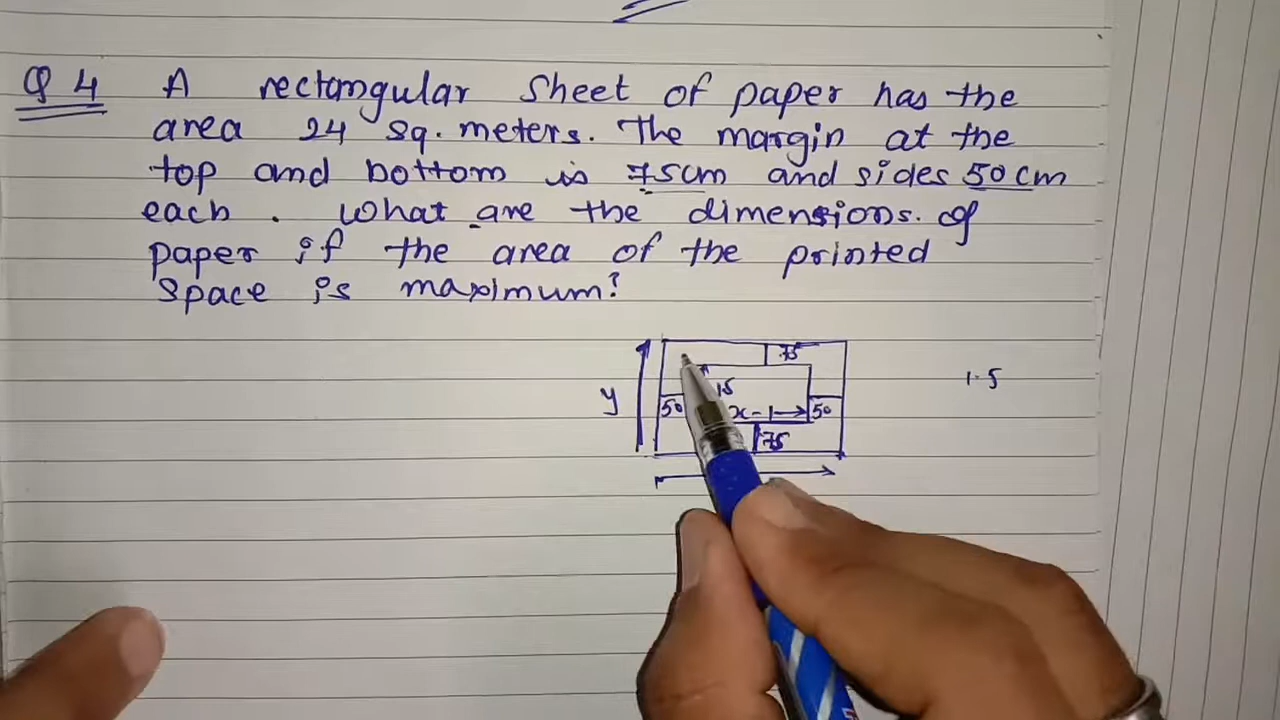 Q 4 A rectangular sheet of paper has the
area 24 sq. meters. The margin at the
top and bottom is 75cm and sides 50 cm
each. What are the dimensions. of
paper if the area of the printed
space is maximum?
75
1.5
15
y
50
x-1
50
75